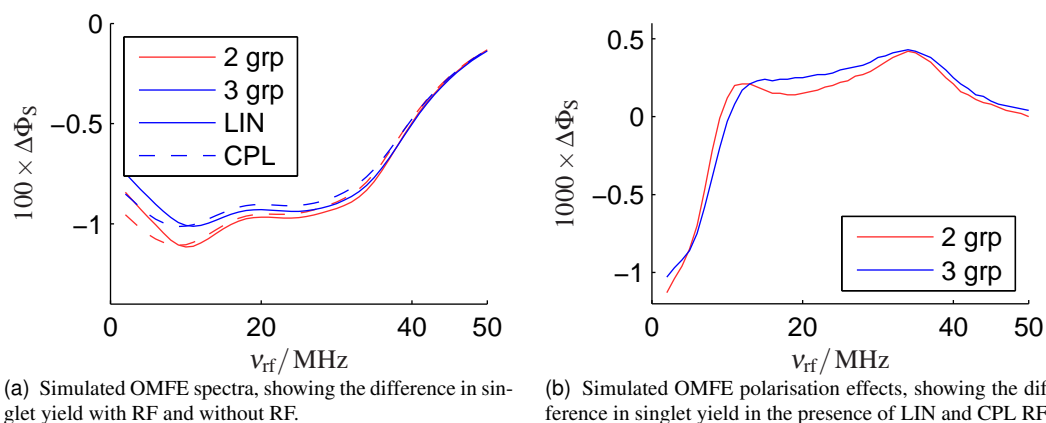 0
−0.5
−1
100 × ΔΦS
2 grp
3 grp
LIN
CPL
0 20 40 50
νrf/MHz
(a) Simulated OMFE spectra, showing the difference in sin-
glet yield with RF and without RF.
0.5
0
−0.5
−1
1000 × ΔΦS
2 grp
3 grp
0 20 40 50
νrf/MHz
(b) Simulated OMFE polarisation effects, showing the dif-
ference in singlet yield in the presence of LIN and CPL RF